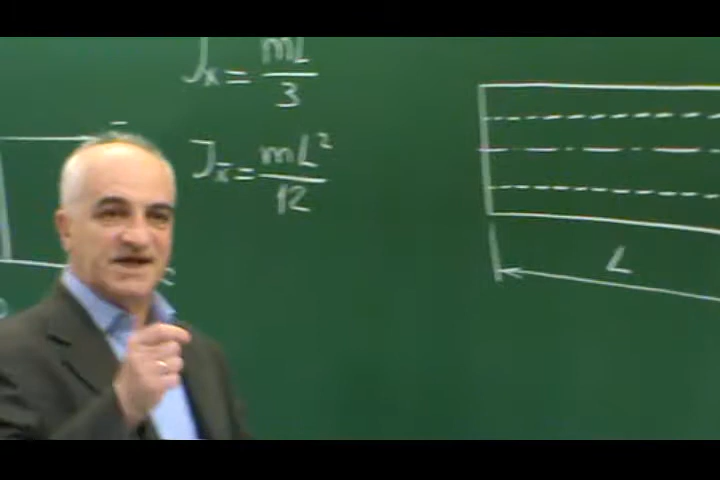 Jx = mL/3
Jx̄ = mL²/12
L